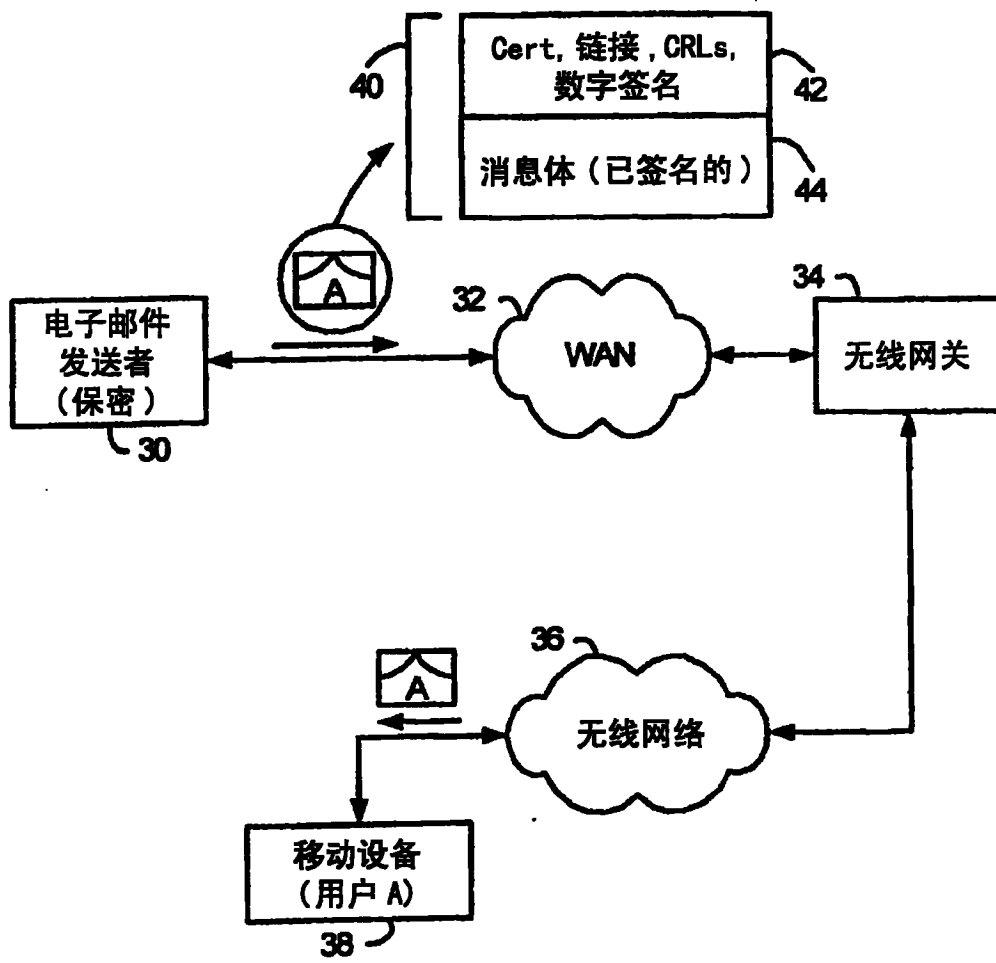 Cert, 链接, CRLs,
数字签名
40
42
消息体 (已签名的)
44
A
电子邮件
发送者
(保密)
30
32
WAN
34
无线网关
A
36
无线网络
移动设备
(用户 A)
38